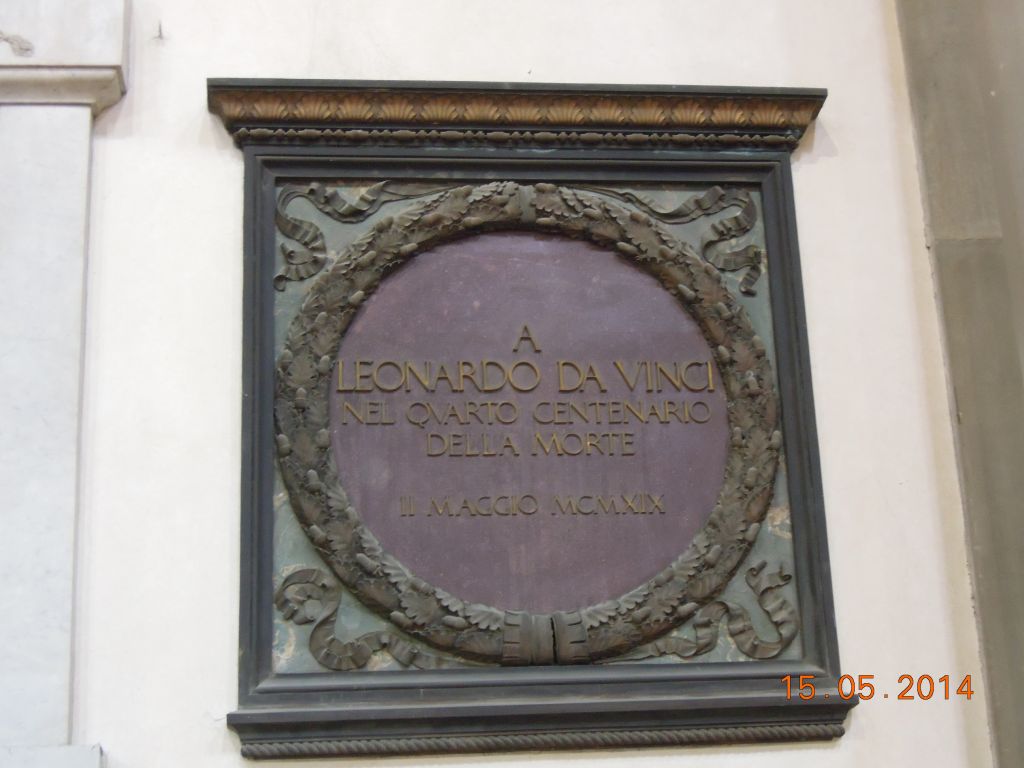 A
LEONARDO DA VINCI
NEL QVARTO CENTENARIO
DELLA MORTE
II MAGGIO MCMXIX
15.05.2014